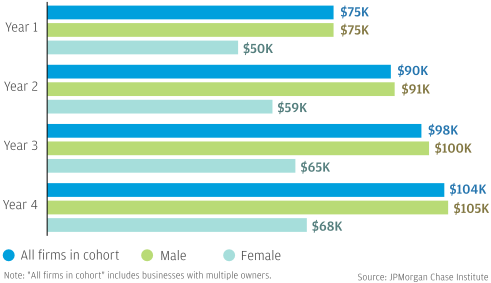 $75K
Year 1 $75K
$50K
$90K
Year 2 $91K
$59K
$98K
Year 3 $100K
$65K
$104K
Year 4 $105K
$68K
All firms in cohort Male Female
Note: "All firms in cohort" includes businesses with multiple owners. Source: JPMorgan Chase Institute